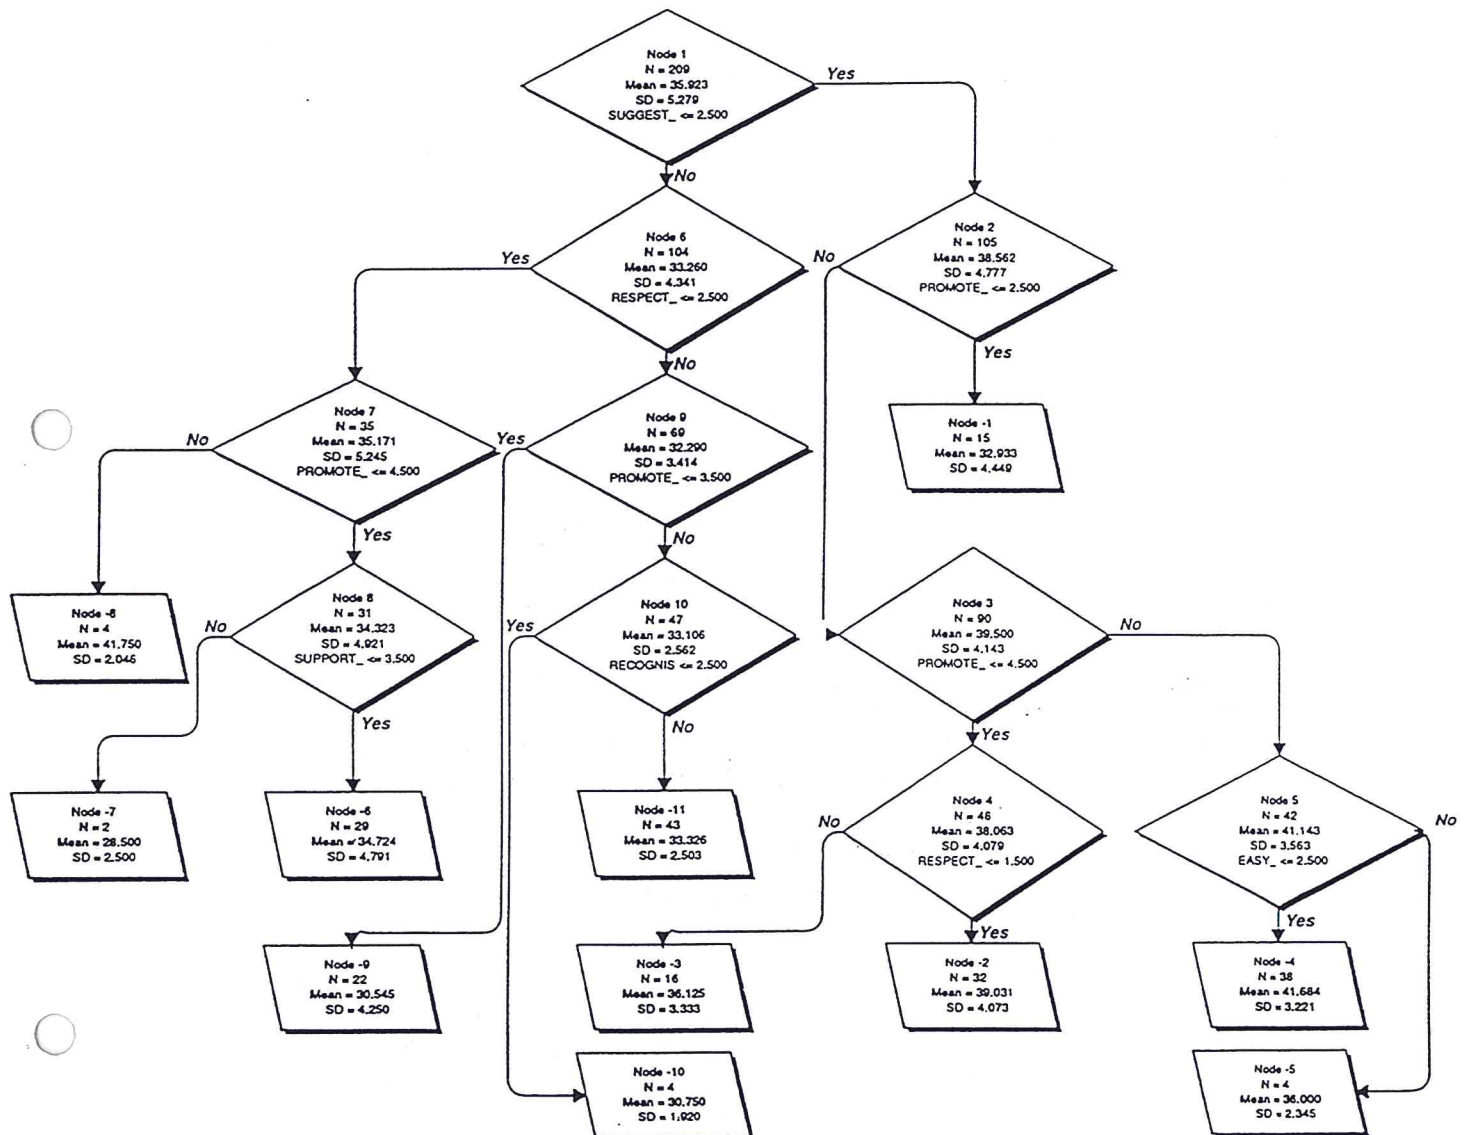 Node 1
N = 209
Mean = 35.923
SD = 5.279
SUGGEST_ <= 2.500
Yes
No
Node 6
N = 104
Mean = 33.260
SD = 4.341
RESPECT_ <= 2.500
Yes
No
Node 2
N = 105
Mean = 38.562
SD = 4.777
PROMOTE_ <= 2.500
No
Yes
Node 7
N = 35
Mean = 35.171
SD = 5.245
PROMOTE_ <= 4.500
No
Yes
Node 9
N = 69
Mean = 32.290
SD = 3.414
PROMOTE_ <= 3.500
Yes
No
Node -1
N = 15
Mean = 32.933
SD = 4.449
Node -8
N = 4
Mean = 41.750
SD = 2.046
Node 8
N = 31
Mean = 34.323
SD = 4.921
SUPPORT_ <= 3.500
No
Yes
Node 10
N = 47
Mean = 33.106
SD = 2.562
RECOGNIS <= 2.500
Yes
No
Node 3
N = 90
Mean = 39.500
SD = 4.143
PROMOTE_ <= 4.500
No
Yes
Node -7
N = 2
Mean = 28.500
SD = 2.500
Node -6
N = 29
Mean = 34.724
SD = 4.791
Node -11
N = 43
Mean = 33.326
SD = 2.503
Node 4
N = 48
Mean = 38.063
SD = 4.079
RESPECT_ <= 1.500
No
Yes
Node 5
N = 42
Mean = 41.143
SD = 3.563
EASY_ <= 2.500
No
Yes
Node -9
N = 22
Mean = 30.545
SD = 4.250
Node -3
N = 16
Mean = 36.125
SD = 3.333
Node -2
N = 32
Mean = 39.031
SD = 4.073
Node -4
N = 38
Mean = 41.684
SD = 3.221
Node -10
N = 4
Mean = 30.750
SD = 1.920
Node -5
N = 4
Mean = 36.000
SD = 2.345